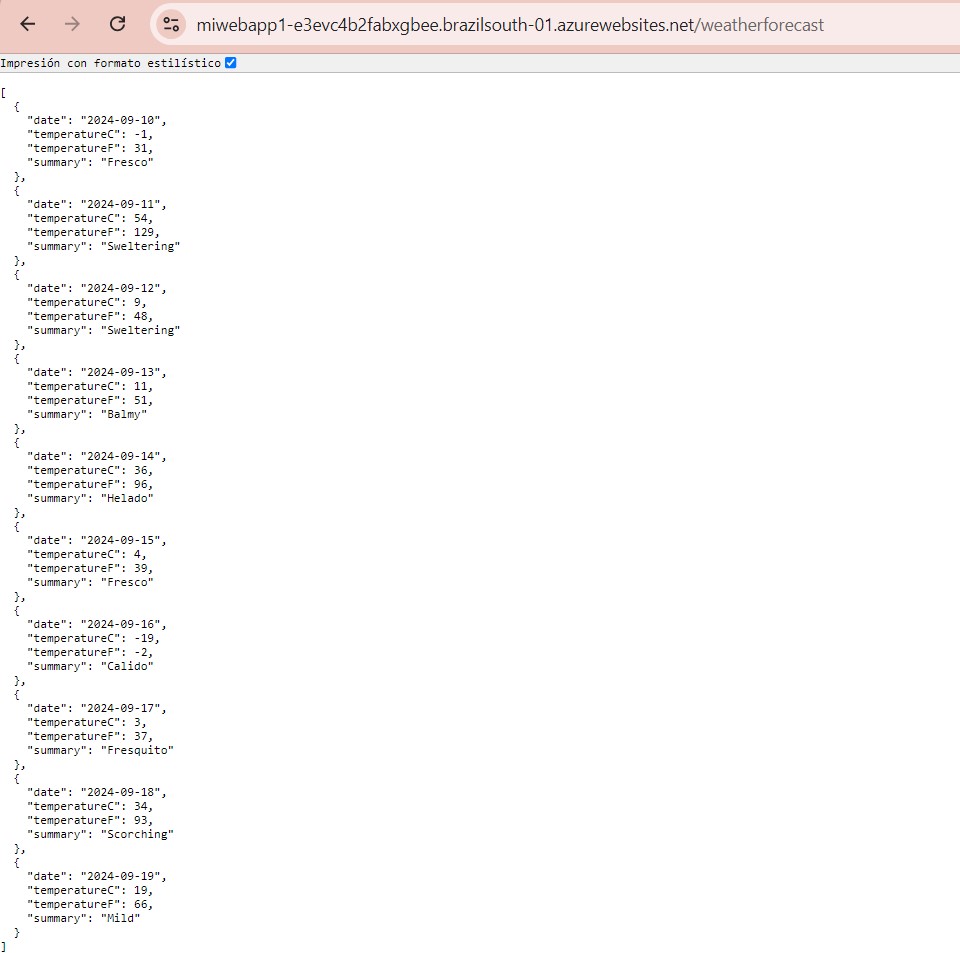 miwebapp1-e3evc4b2fabxgbee.brazilsouth-01.azurewebsites.net/weatherforecast
Impresión con formato estilístico
[
  {
    "date": "2024-09-10",
    "temperatureC": -1,
    "temperatureF": 31,
    "summary": "Fresco"
  },
  {
    "date": "2024-09-11",
    "temperatureC": 54,
    "temperatureF": 129,
    "summary": "Sweltering"
  },
  {
    "date": "2024-09-12",
    "temperatureC": 9,
    "temperatureF": 48,
    "summary": "Sweltering"
  },
  {
    "date": "2024-09-13",
    "temperatureC": 11,
    "temperatureF": 51,
    "summary": "Balmy"
  },
  {
    "date": "2024-09-14",
    "temperatureC": 36,
    "temperatureF": 96,
    "summary": "Helado"
  },
  {
    "date": "2024-09-15",
    "temperatureC": 4,
    "temperatureF": 39,
    "summary": "Fresco"
  },
  {
    "date": "2024-09-16",
    "temperatureC": -19,
    "temperatureF": -2,
    "summary": "Calido"
  },
  {
    "date": "2024-09-17",
    "temperatureC": 3,
    "temperatureF": 37,
    "summary": "Fresquito"
  },
  {
    "date": "2024-09-18",
    "temperatureC": 34,
    "temperatureF": 93,
    "summary": "Scorching"
  },
  {
    "date": "2024-09-19",
    "temperatureC": 19,
    "temperatureF": 66,
    "summary": "Mild"
  }
]